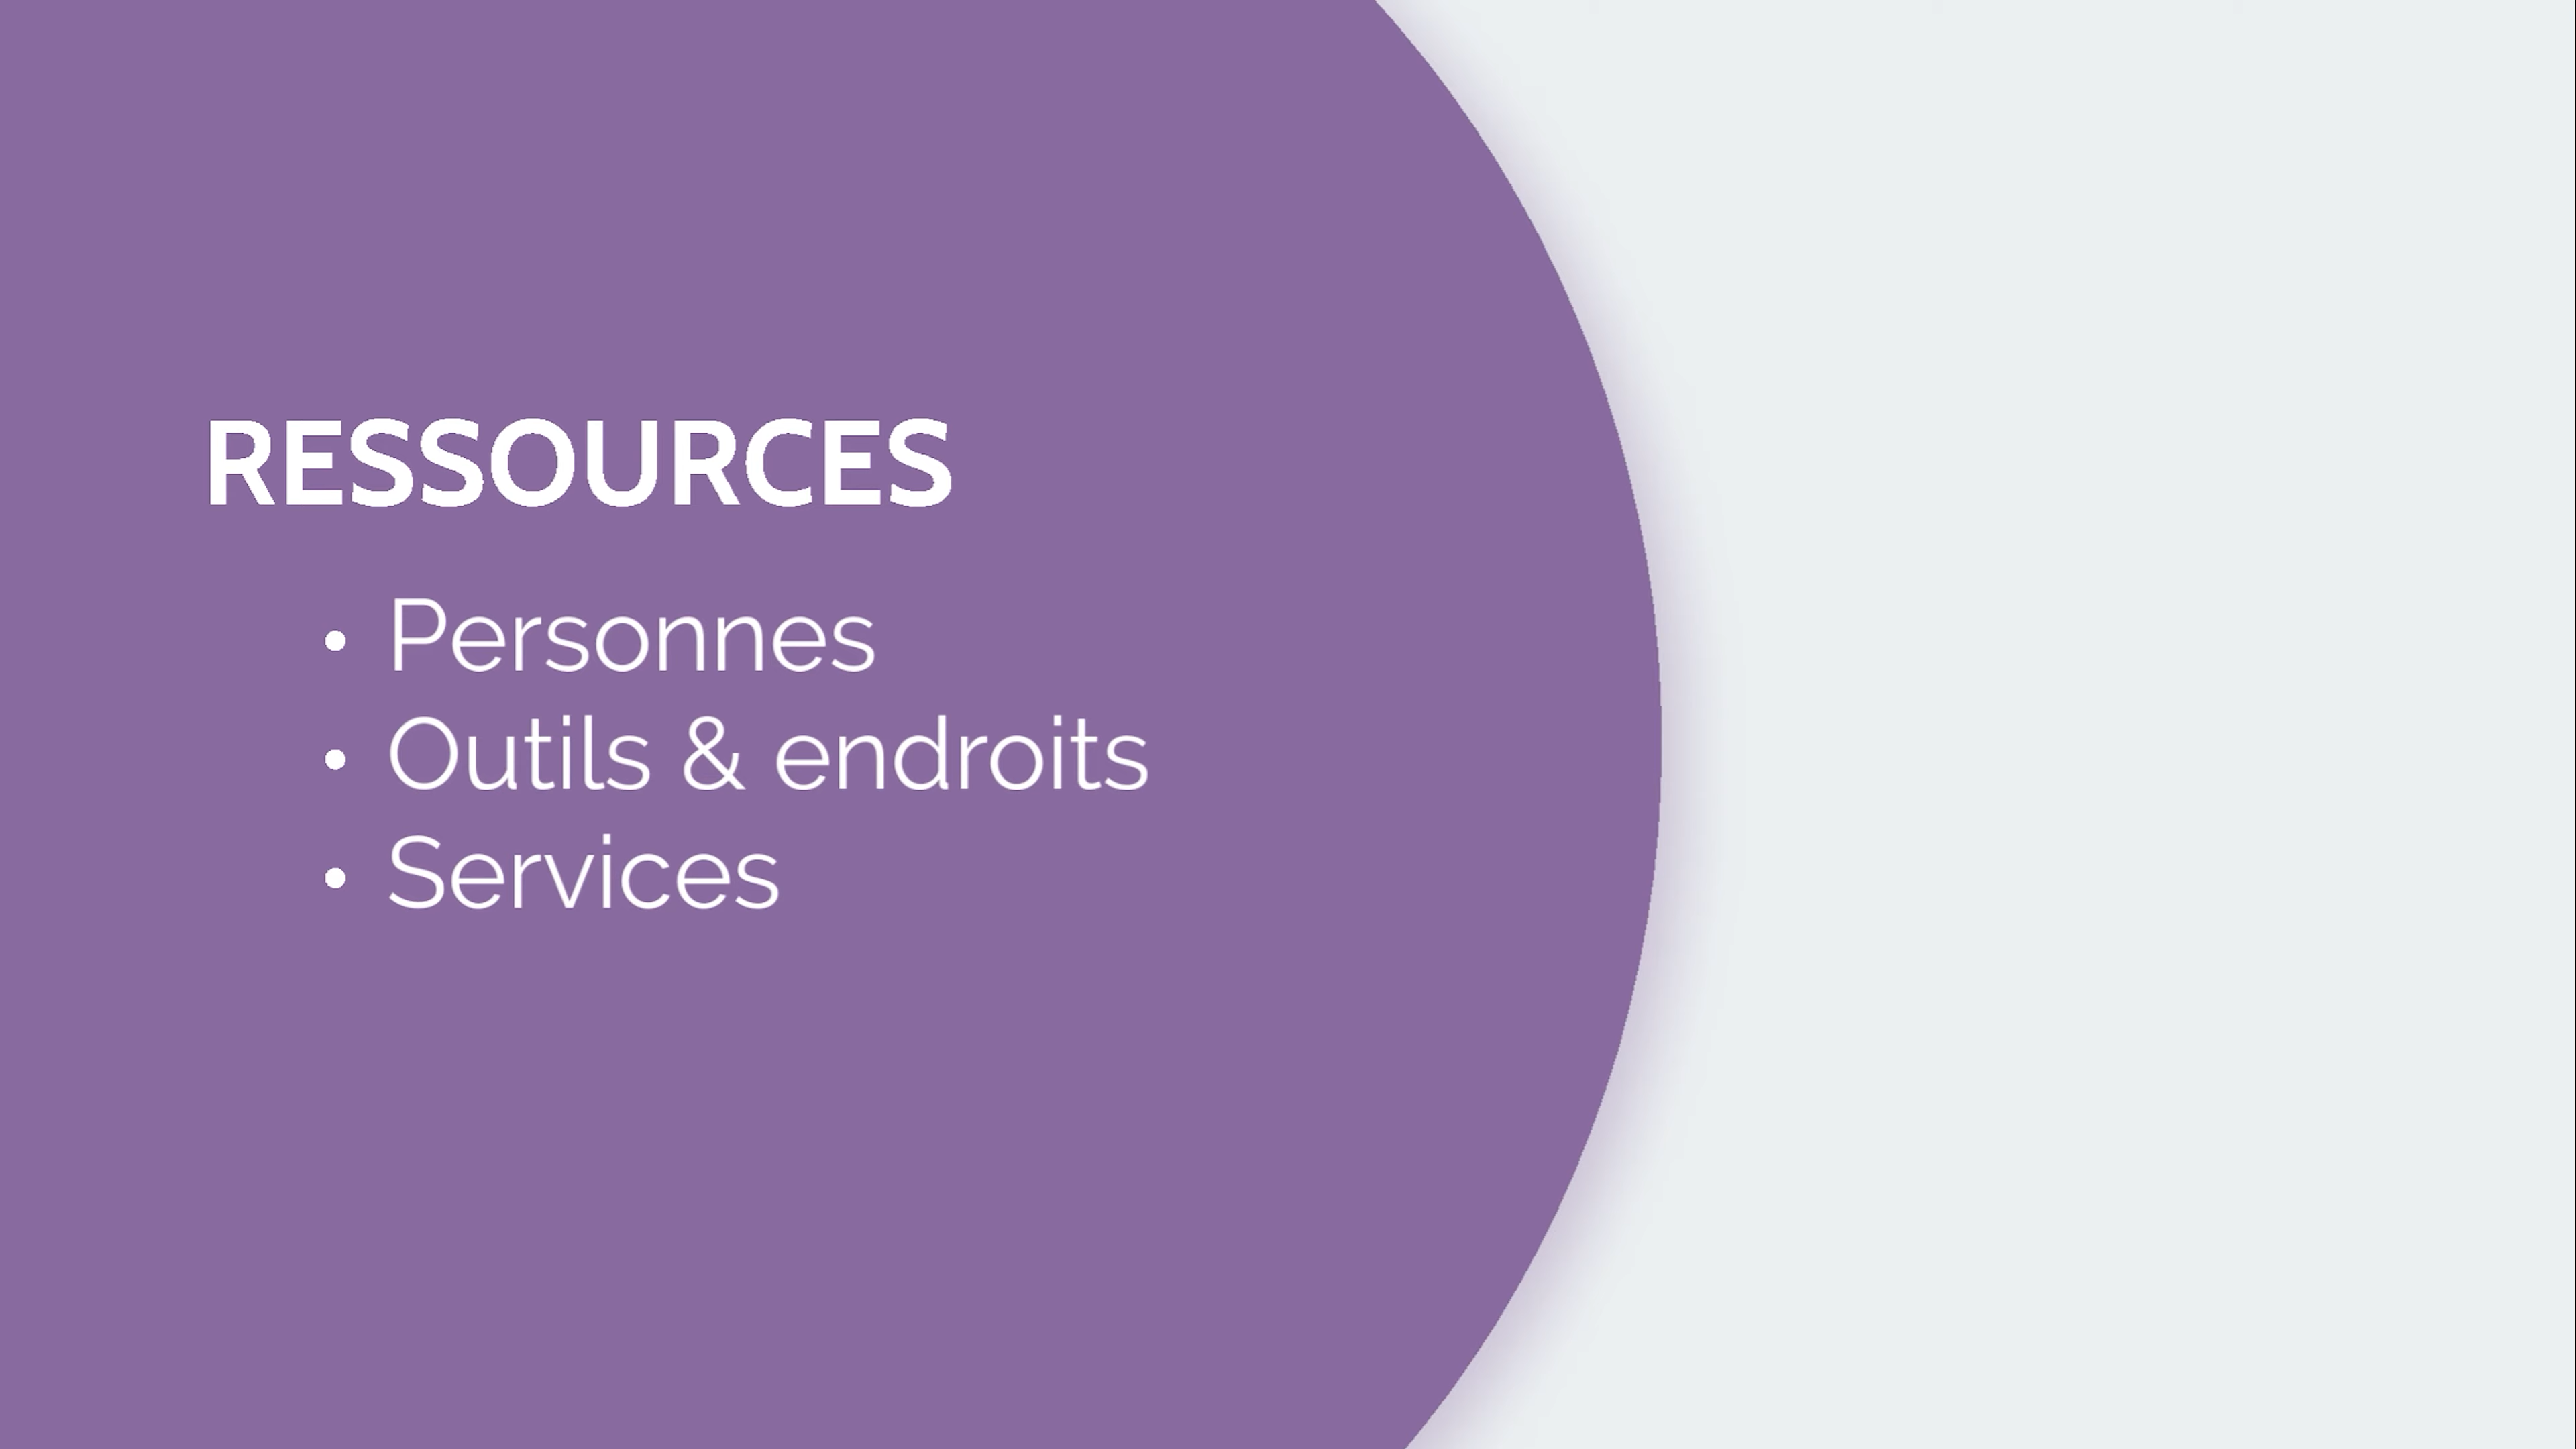 RESSOURCES
• Personnes
• Outils & endroits
• Services